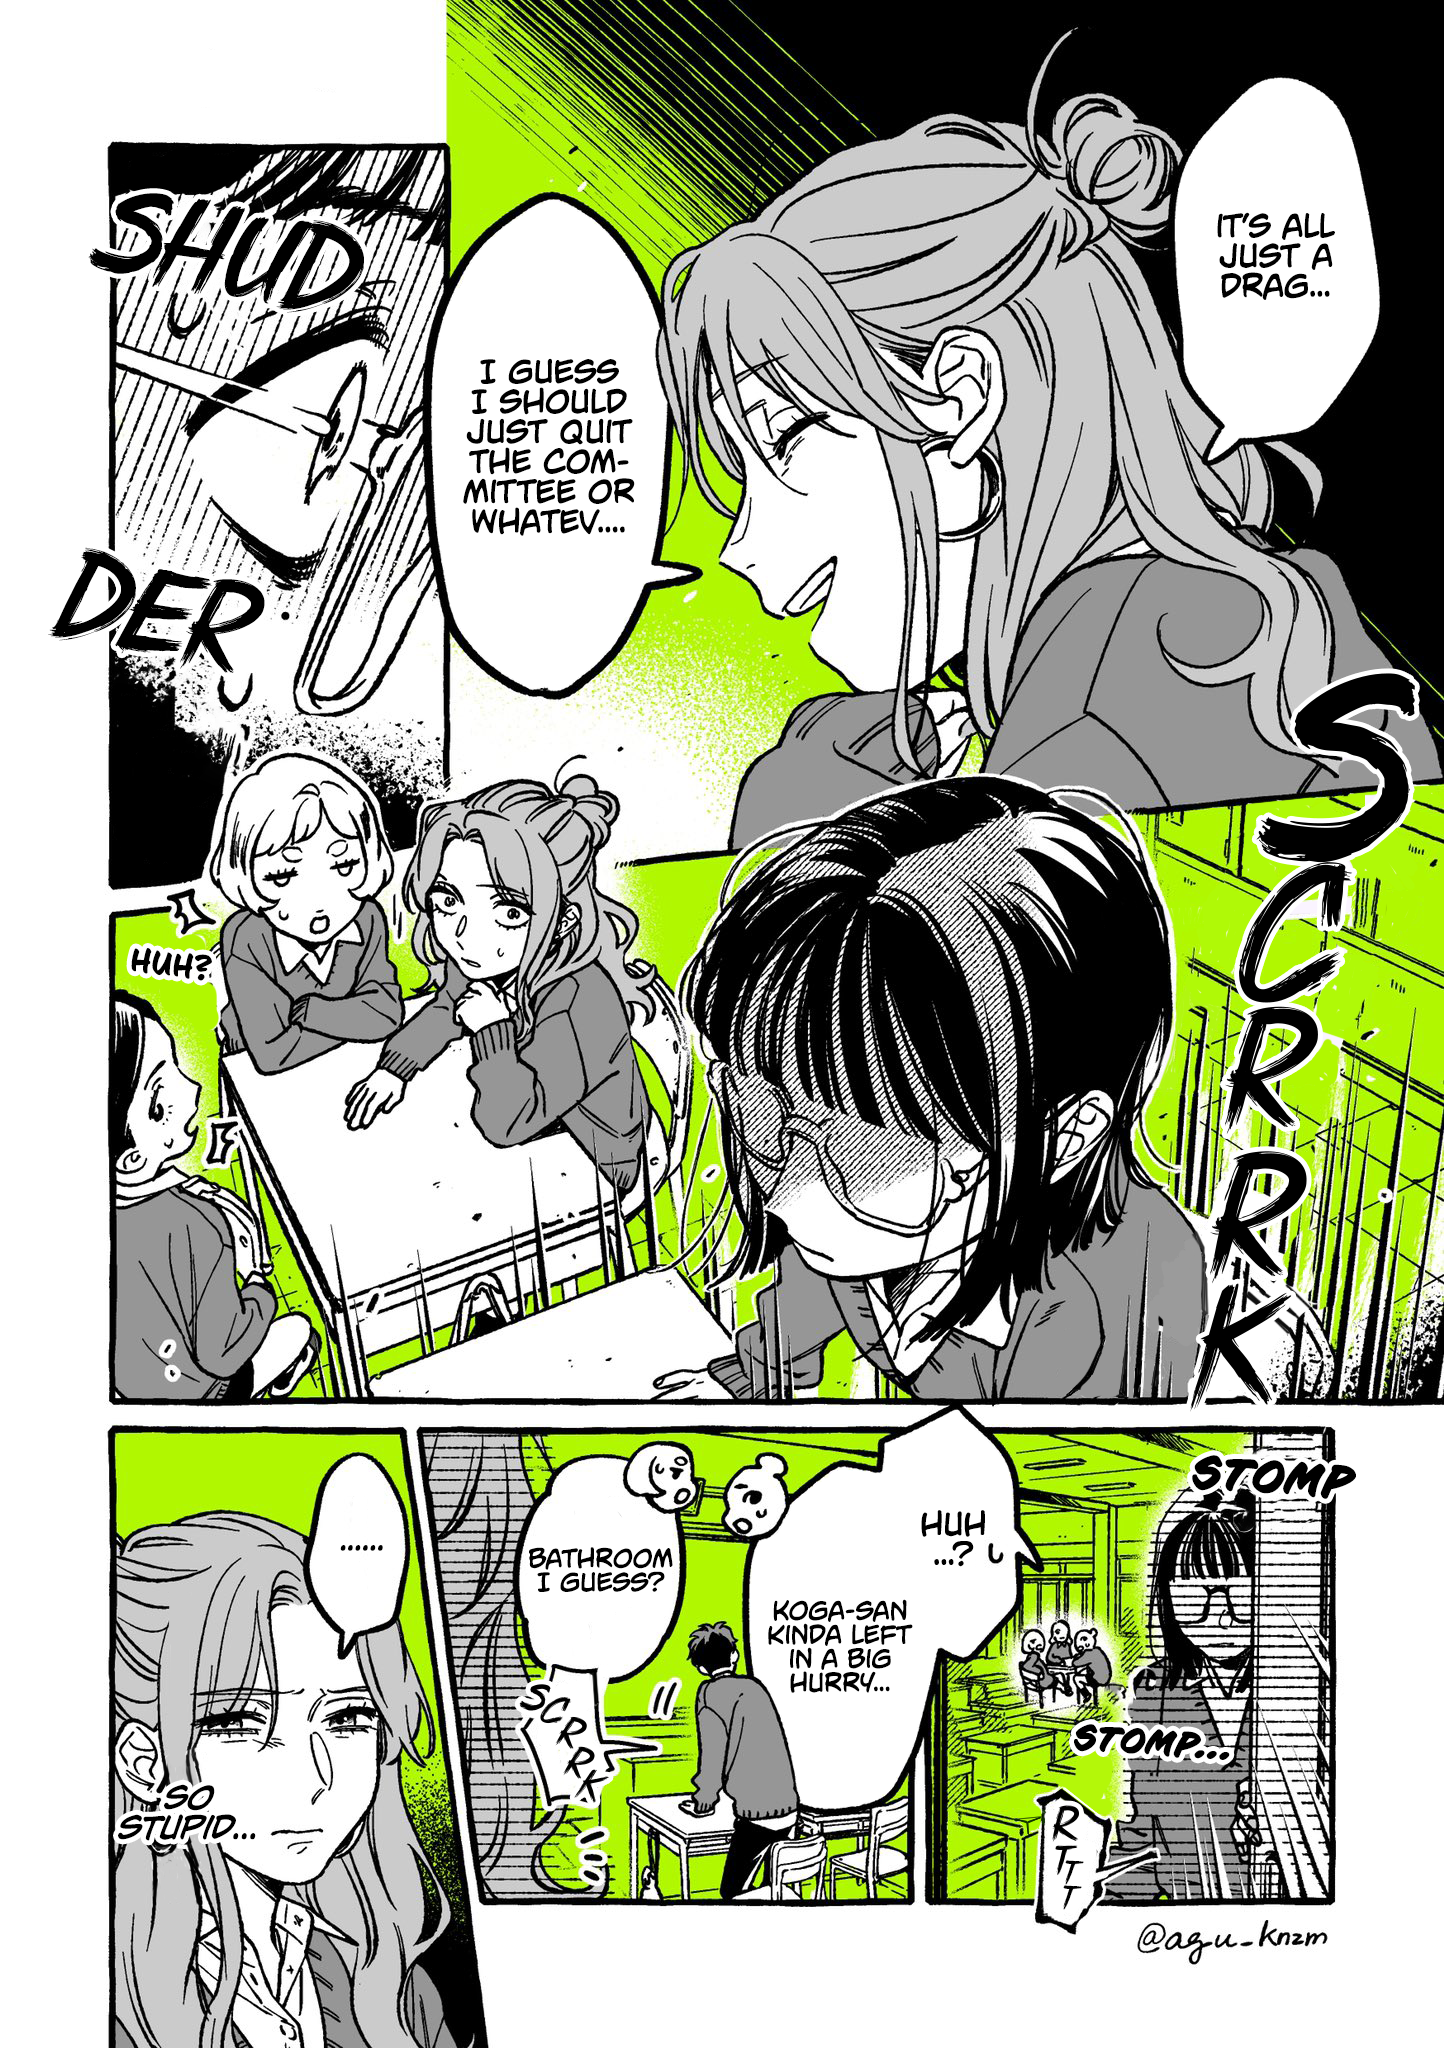 IT'S ALL
JUST A
DRAG...
I GUESS
I SHOULD
JUST QUIT
THE COM-
MITTEE OR
WHATEV....
SHUD
DER
SCRRRK
HUH?
STOMP
STOMP...
RTTT
HUH
...?
KOGA-SAN
KINDA LEFT
IN A BIG
HURRY...
BATHROOM
I GUESS?
SCRRK
......
SO
STUPID...
@agu_knzm